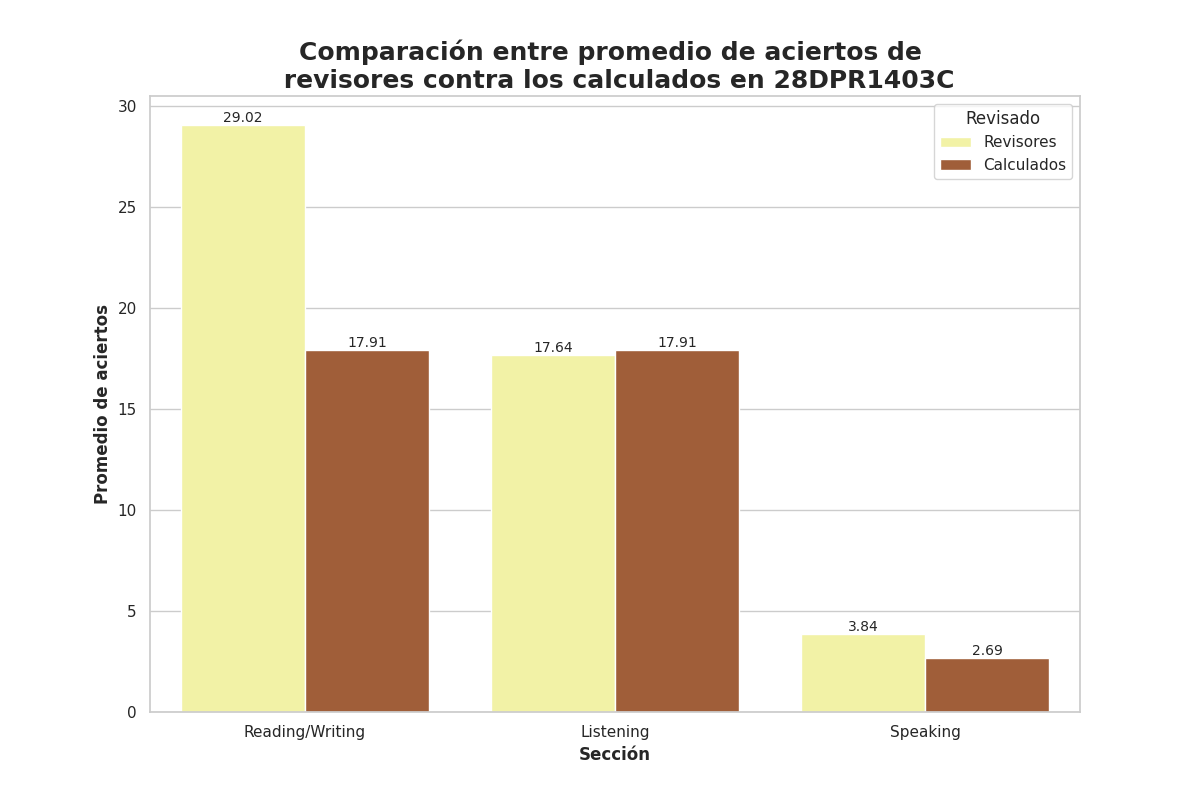 Comparación entre promedio de aciertos de
revisores contra los calculados en 28DPR1403C
Revisado
Revisores
Calculados
Promedio de aciertos
30
25
20
15
10
5
0
29.02
17.91
17.64
17.91
3.84
2.69
Reading/Writing
Listening
Speaking
Sección